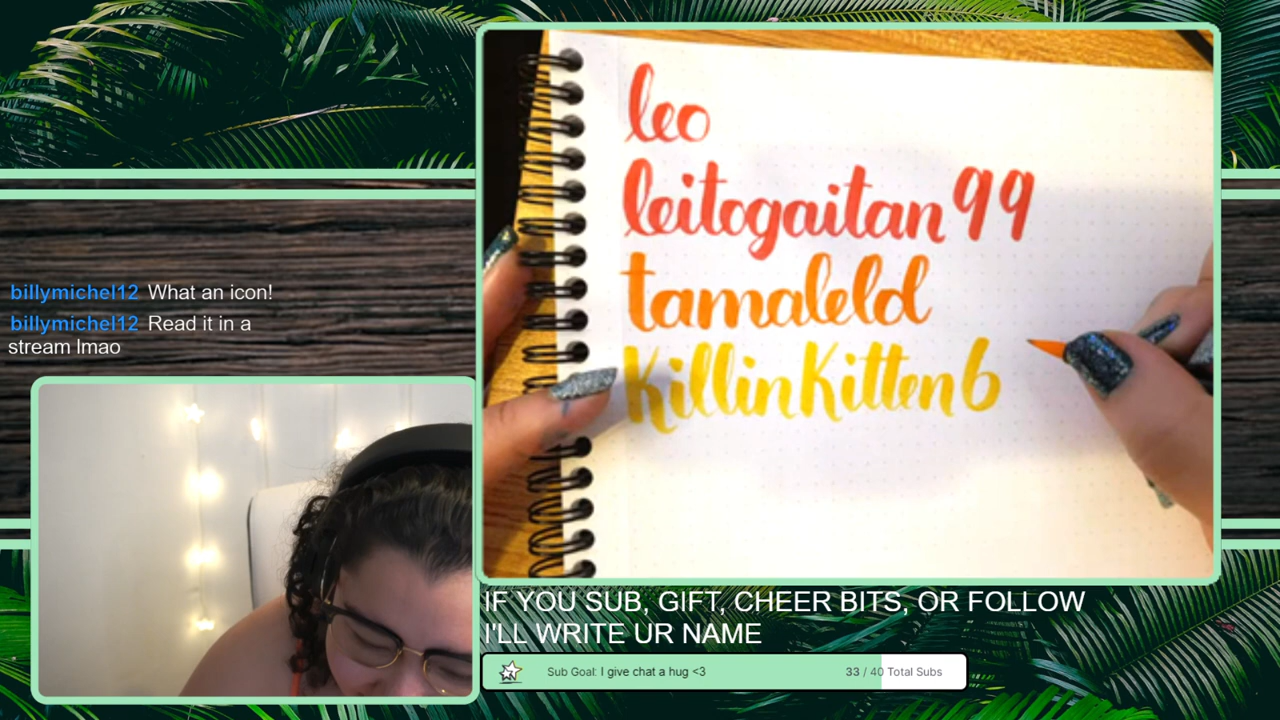 leo
leitogaitan99
tamaleld
KillinKitten6
billymichel12 What an icon!
billymichel12 Read it in a
stream lmao
IF YOU SUB, GIFT, CHEER BITS, OR FOLLOW
I'LL WRITE UR NAME
Sub Goal: I give chat a hug <3 33 / 40 Total Subs